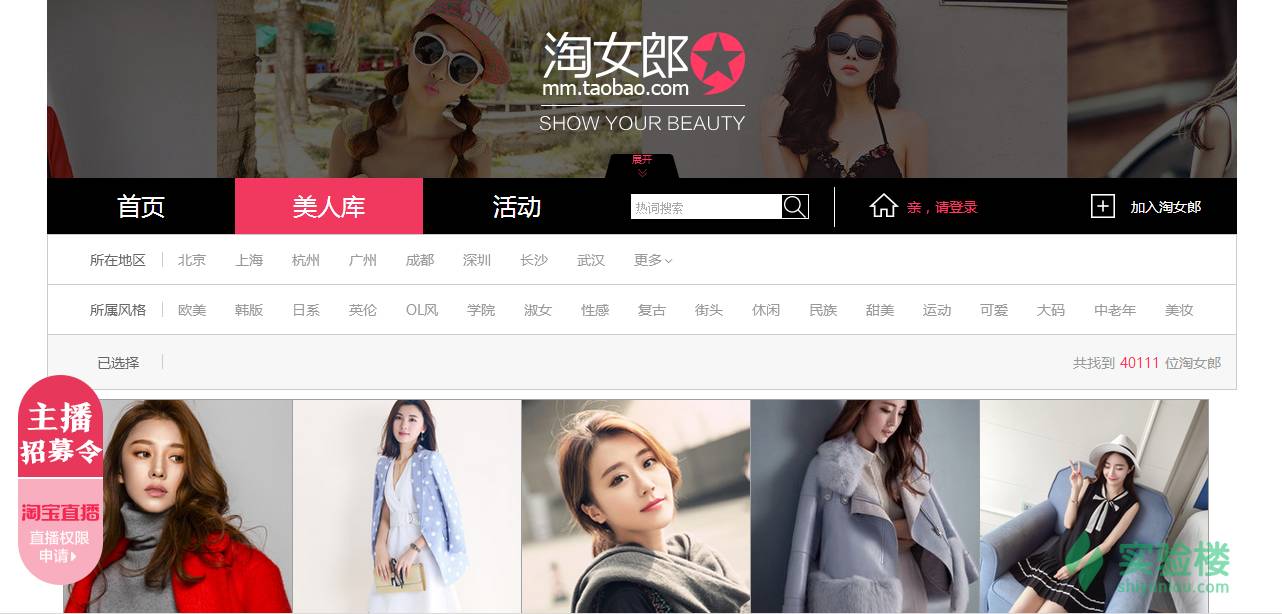 淘女郎
mm.taobao.com
SHOW YOUR BEAUTY
展开
首页 美人库 活动 热词搜索 亲，请登录 加入淘女郎
所在地区 北京 上海 杭州 广州 成都 深圳 长沙 武汉 更多
所属风格 欧美 韩版 日系 英伦 OL风 学院 淑女 性感 复古 街头 休闲 民族 甜美 运动 可爱 大码 中老年 美妆
已选择 共找到 40111 位淘女郎
主播
招募令
淘宝直播
直播权限
申请
实验楼
shiyanlou.com